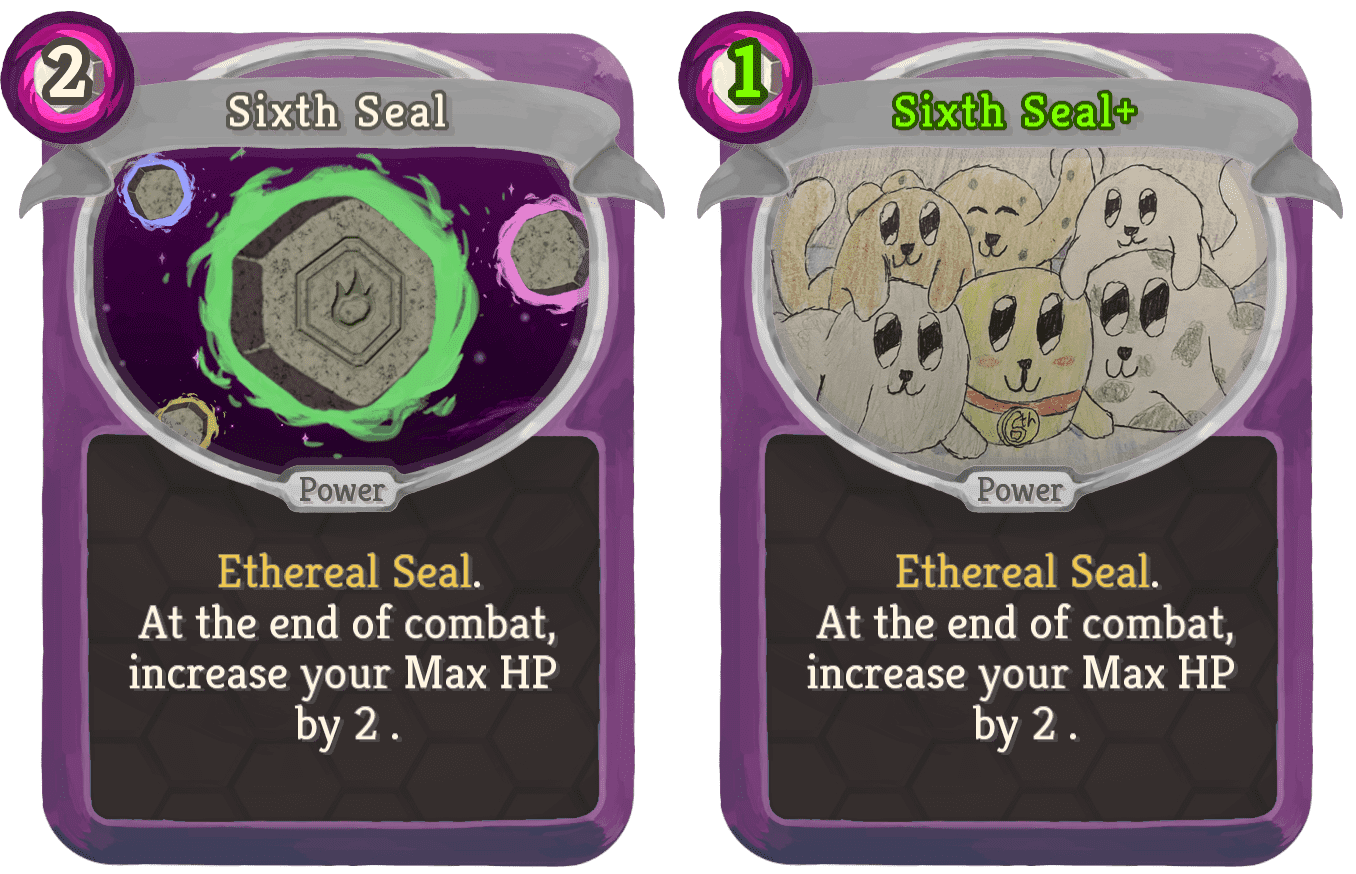 2
Sixth Seal
Power
Ethereal Seal.
At the end of combat,
increase your Max HP
by 2 .
1
Sixth Seal+
6th
Power
Ethereal Seal.
At the end of combat,
increase your Max HP
by 2 .